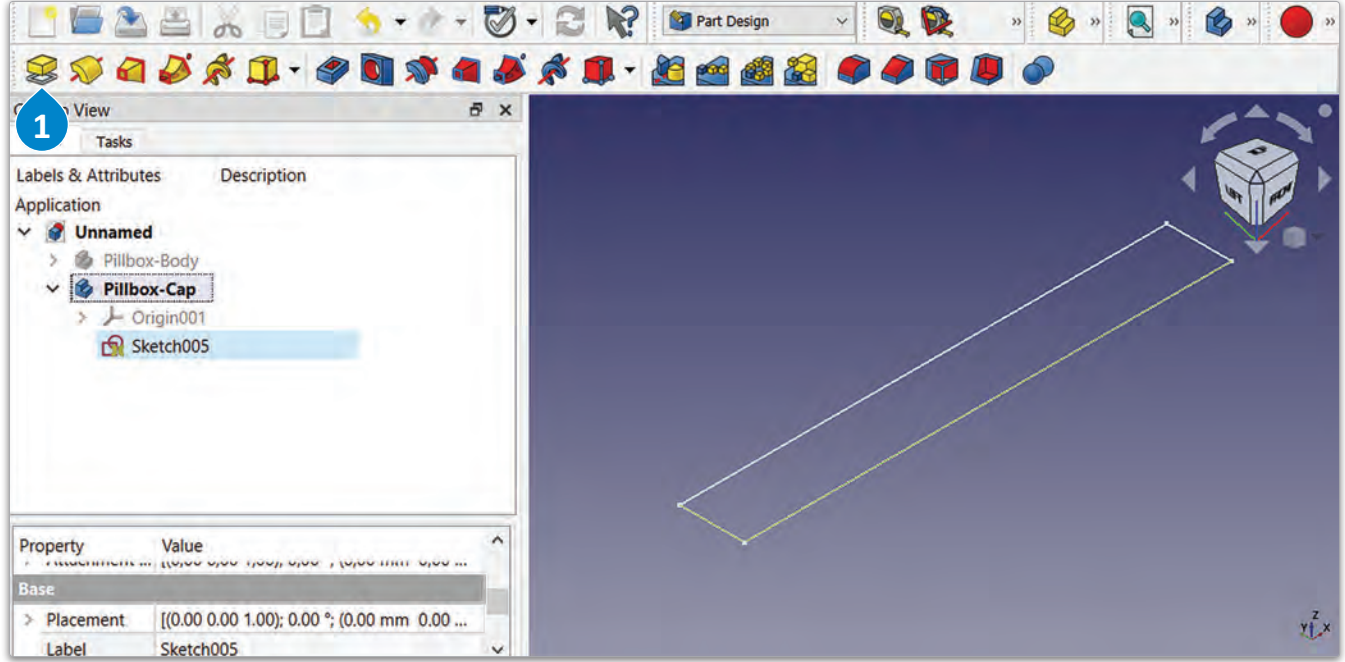 Part Design
»
»
»
»
»
View
1
Tasks
Labels & Attributes Description
Application
Unnamed
Pillbox-Body
Pillbox-Cap
Origin001
Sketch005
Property Value
Base
Placement [(0.00 0.00 1.00); 0.00 °; (0.00 mm 0.00 ...
Label Sketch005
LEFT
Z
Y X